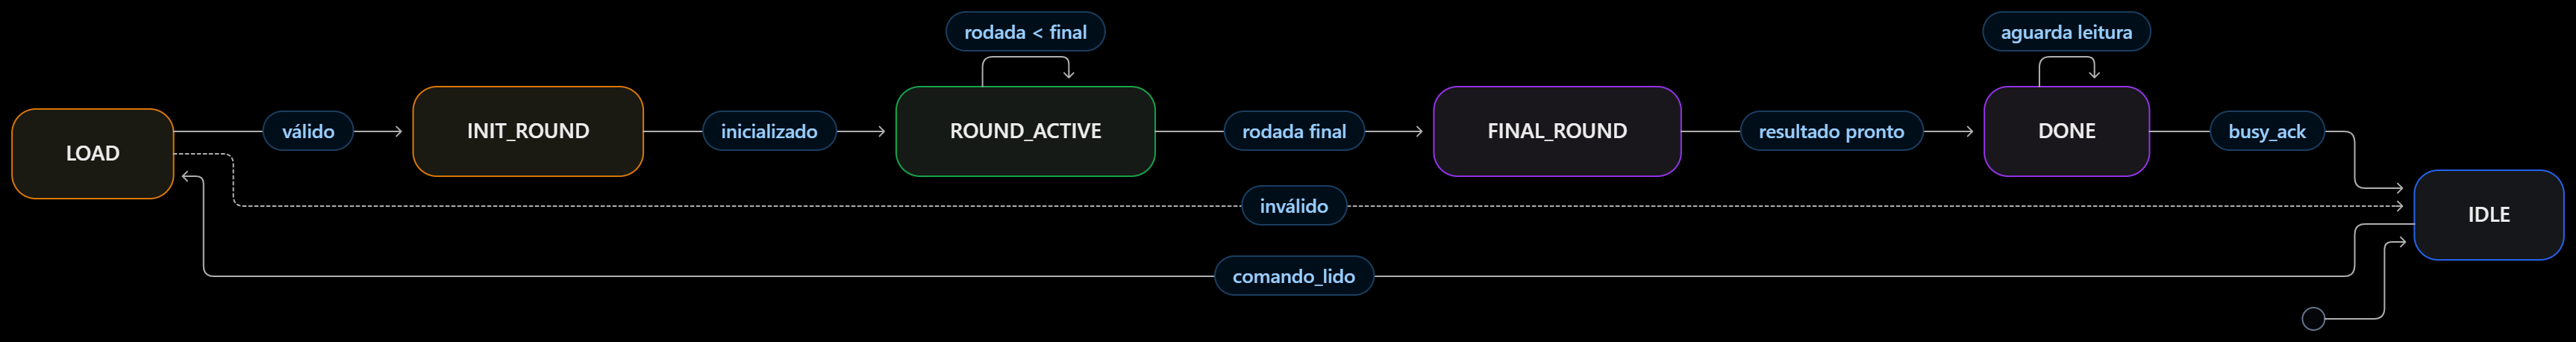 rodada < final
aguarda leitura
LOAD
válido
INIT_ROUND
inicializado
ROUND_ACTIVE
rodada final
FINAL_ROUND
resultado pronto
DONE
busy_ack
inválido
IDLE
comando_lido